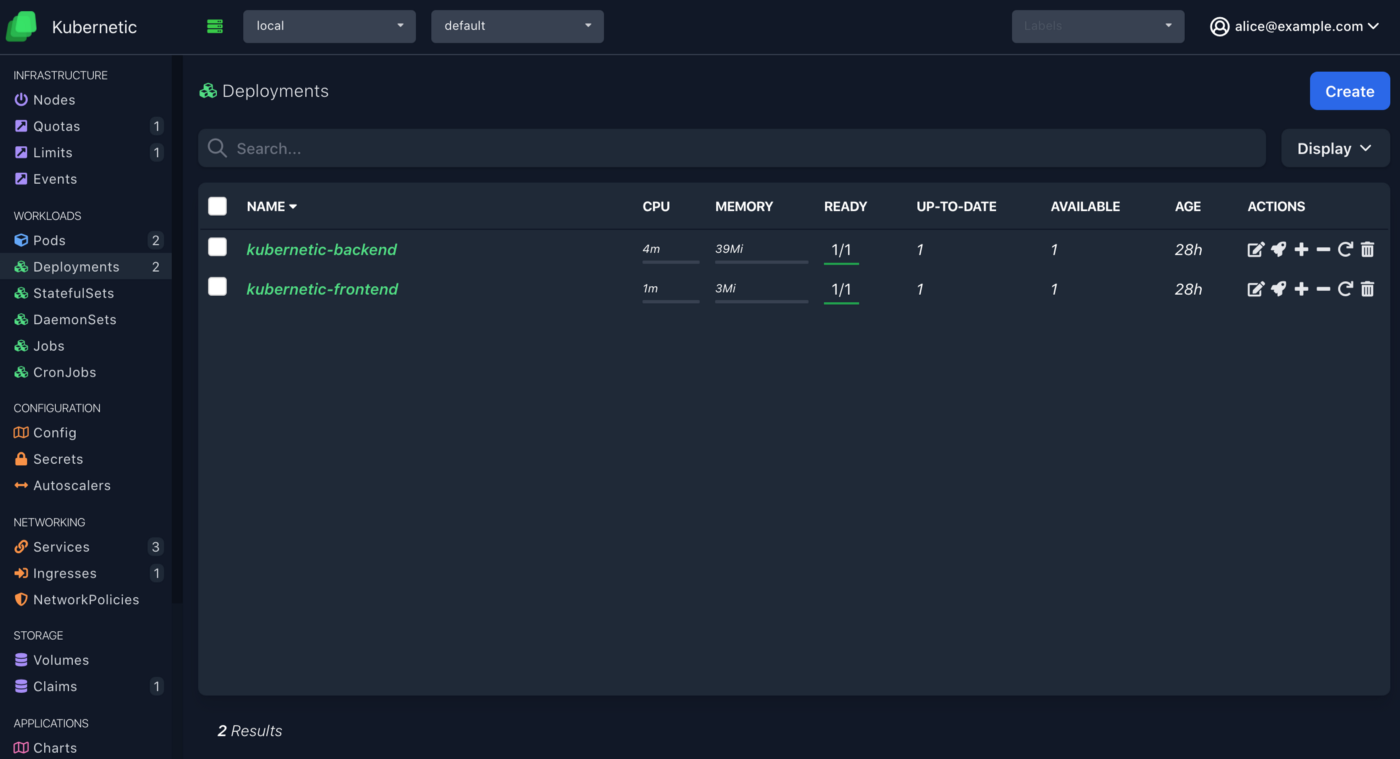 Kubernetic
local
default
Labels
alice@example.com
INFRASTRUCTURE
Nodes
Quotas 1
Limits 1
Events
WORKLOADS
Pods 2
Deployments 2
StatefulSets
DaemonSets
Jobs
CronJobs
CONFIGURATION
Config
Secrets
Autoscalers
NETWORKING
Services 3
Ingresses 1
NetworkPolicies
STORAGE
Volumes
Claims 1
APPLICATIONS
Charts
Deployments
Create
Search...
Display
NAME CPU MEMORY READY UP-TO-DATE AVAILABLE AGE ACTIONS
kubernetic-backend 4m 39Mi 1/1 1 1 28h
kubernetic-frontend 1m 3Mi 1/1 1 1 28h
2 Results